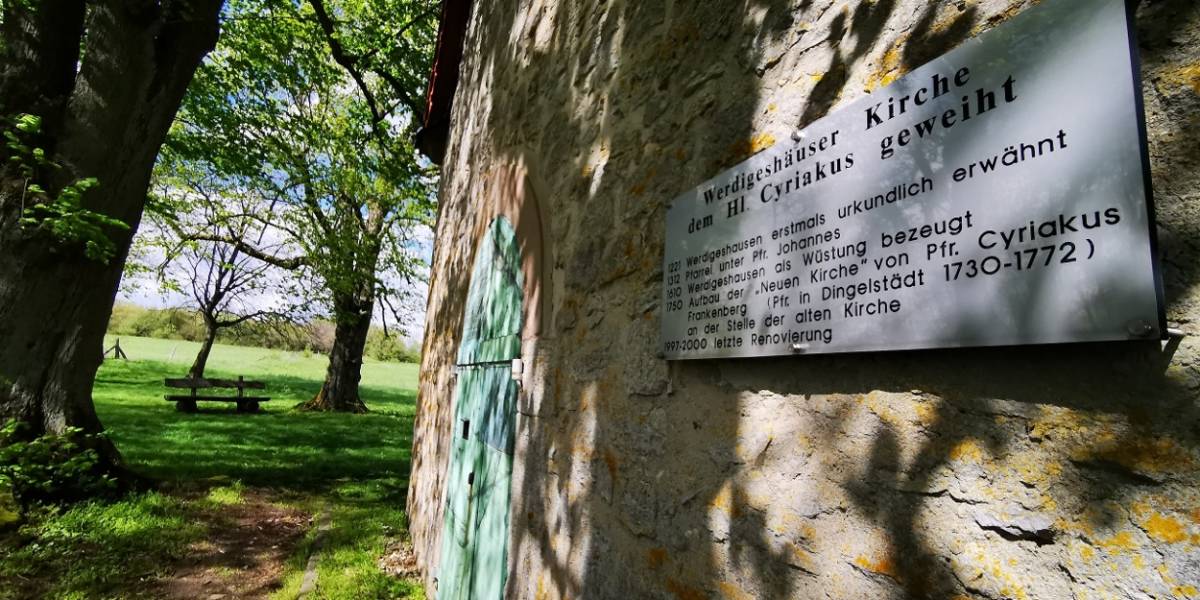 Werdigeshäuser Kirche
dem Hl. Cyriakus geweiht
1221 Werdigeshausen erstmals urkundlich erwähnt
1312 Pfarrei unter Pfr. Johannes
1610 Werdigeshausen als Wüstung bezeugt
1750 Aufbau der „Neuen Kirche" von Pfr. Cyriakus
Frankenberg (Pfr. in Dingelstädt 1730-1772)
an der Stelle der alten Kirche
1997-2000 letzte Renovierung